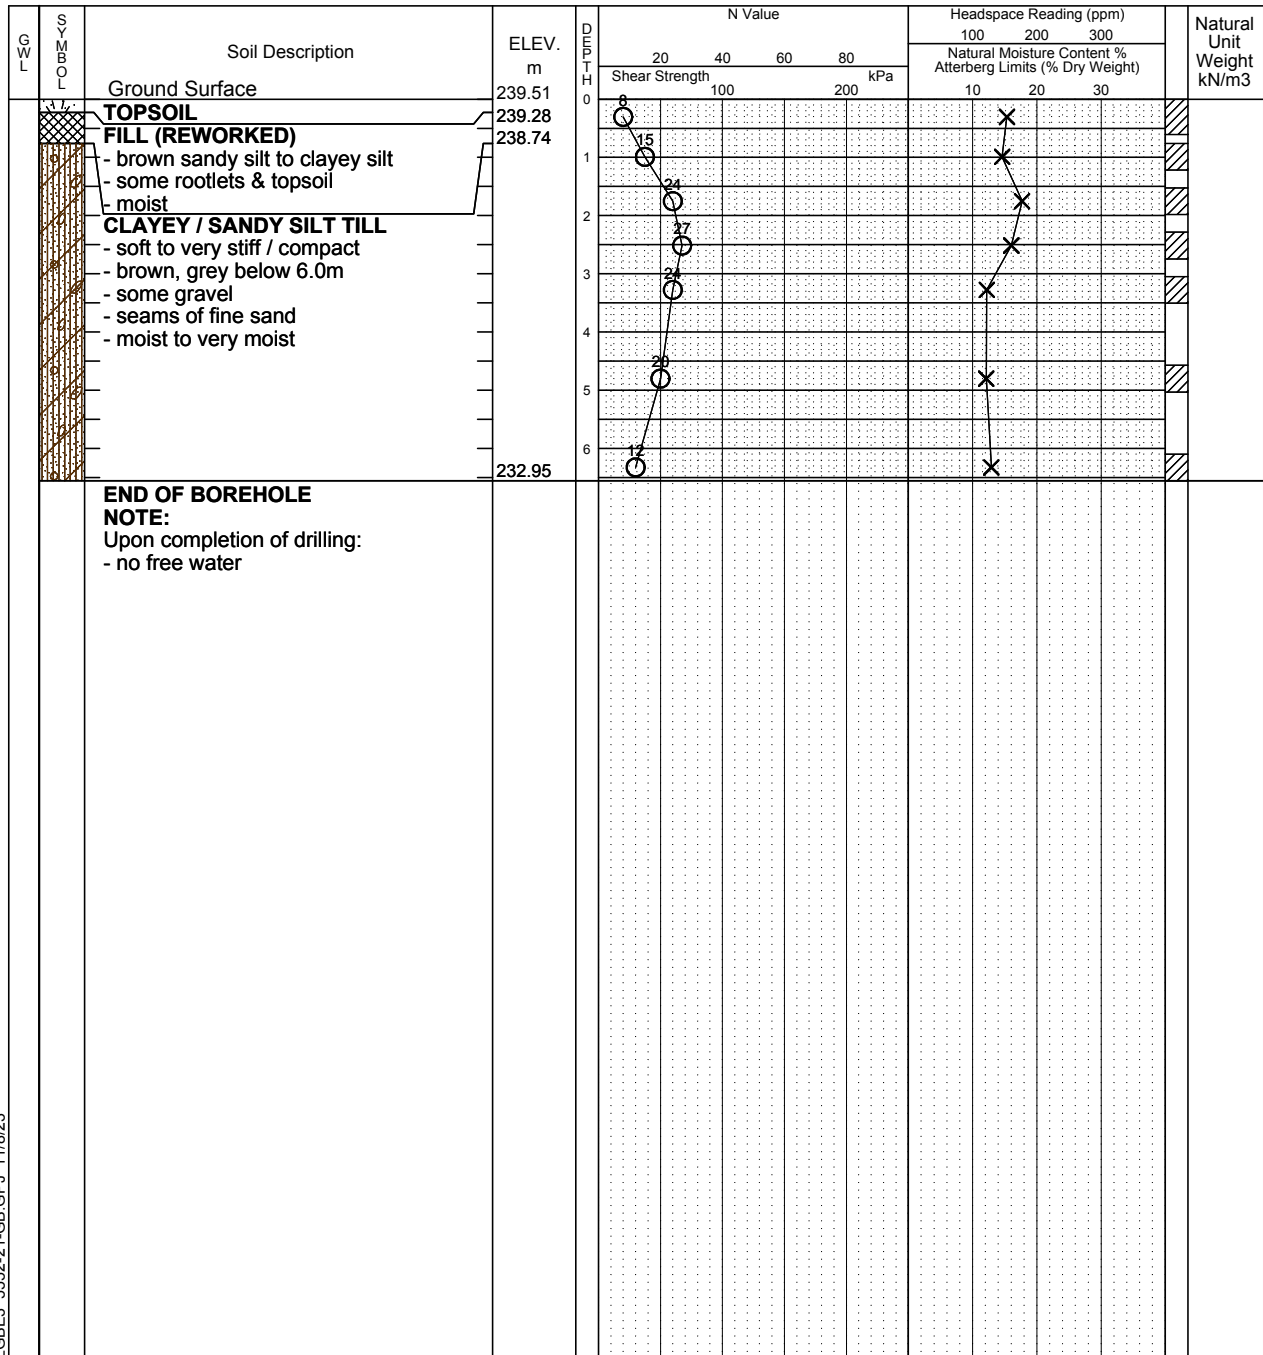 GWL
SYMBOL
Soil Description
Ground Surface
ELEV.
m
239.51
DEPTH
N Value
20 40 60 80
Shear Strength kPa
100 200
Headspace Reading (ppm)
100 200 300
Natural Moisture Content %
Atterberg Limits (% Dry Weight)
10 20 30
Natural
Unit
Weight
kN/m3
0
TOPSOIL 239.28
FILL (REWORKED) 238.74
- brown sandy silt to clayey silt
- some rootlets & topsoil
- moist
CLAYEY / SANDY SILT TILL
- soft to very stiff / compact
- brown, grey below 6.0m
- some gravel
- seams of fine sand
- moist to very moist
232.95
1
2
3
4
5
6
8
15
24
27
24
20
12
END OF BOREHOLE
NOTE:
Upon completion of drilling:
- no free water